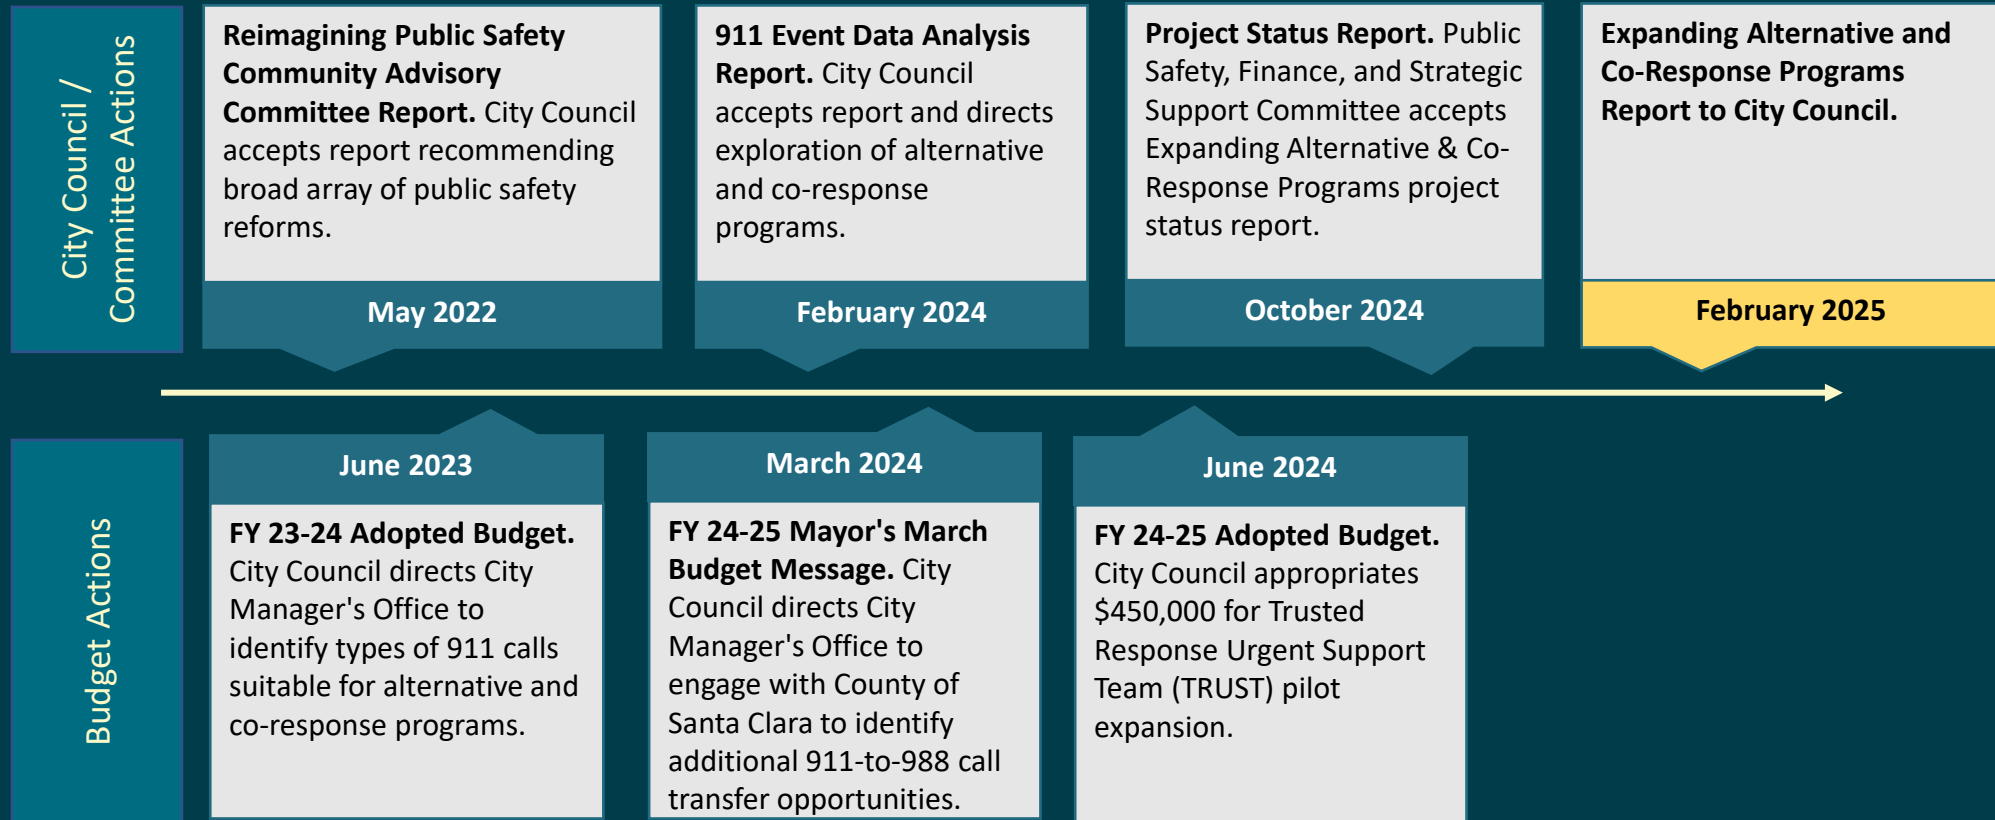 City Council /
Committee Actions
Reimagining Public Safety
Community Advisory
Committee Report. City Council
accepts report recommending
broad array of public safety
reforms.
May 2022
911 Event Data Analysis
Report. City Council
accepts report and directs
exploration of alternative
and co-response
programs.
February 2024
Project Status Report. Public
Safety, Finance, and Strategic
Support Committee accepts
Expanding Alternative & Co-
Response Programs project
status report.
October 2024
Expanding Alternative and
Co-Response Programs
Report to City Council.
February 2025
Budget Actions
June 2023
FY 23-24 Adopted Budget.
City Council directs City
Manager's Office to
identify types of 911 calls
suitable for alternative and
co-response programs.
March 2024
FY 24-25 Mayor's March
Budget Message. City
Council directs City
Manager's Office to
engage with County of
Santa Clara to identify
additional 911-to-988 call
transfer opportunities.
June 2024
FY 24-25 Adopted Budget.
City Council appropriates
$450,000 for Trusted
Response Urgent Support
Team (TRUST) pilot
expansion.